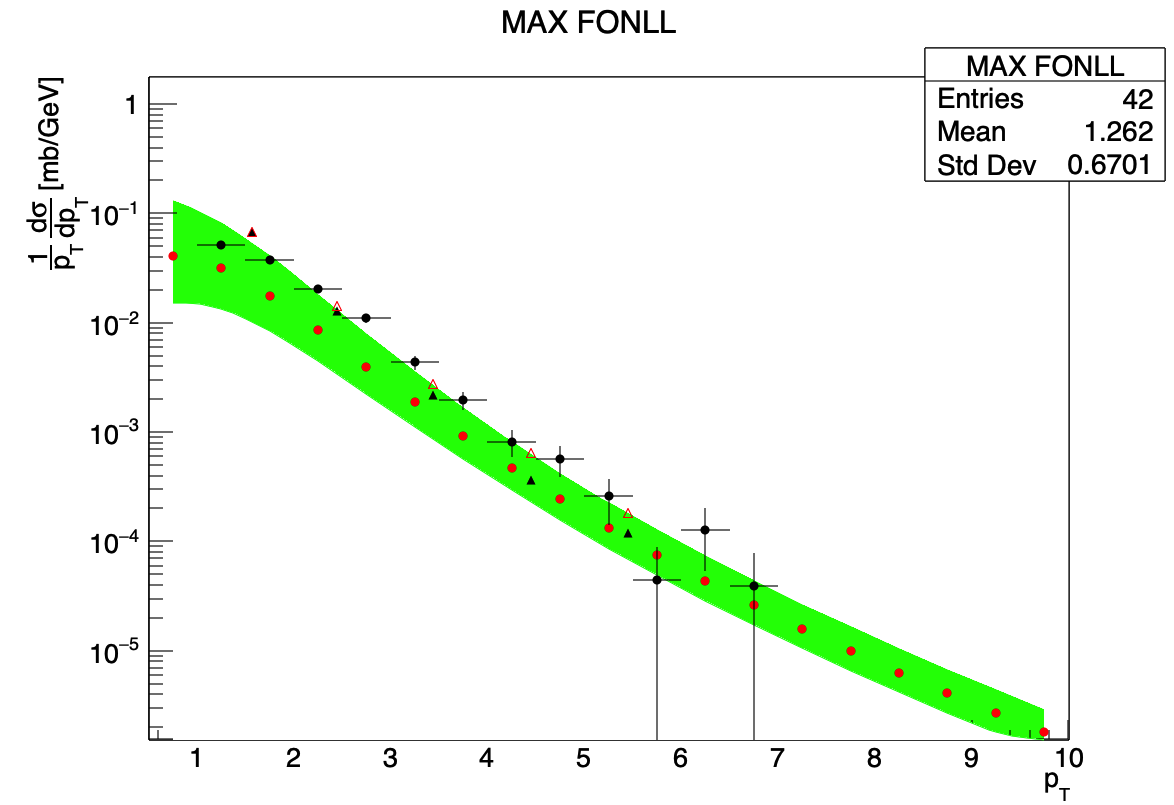 MAX FONLL
MAX FONLL
Entries 42
Mean 1.262
Std Dev 0.6701
1/p_T dσ/dp_T [mb/GeV]
1
10^−1
10^−2
10^−3
10^−4
10^−5
1 2 3 4 5 6 7 8 9 10
p_T